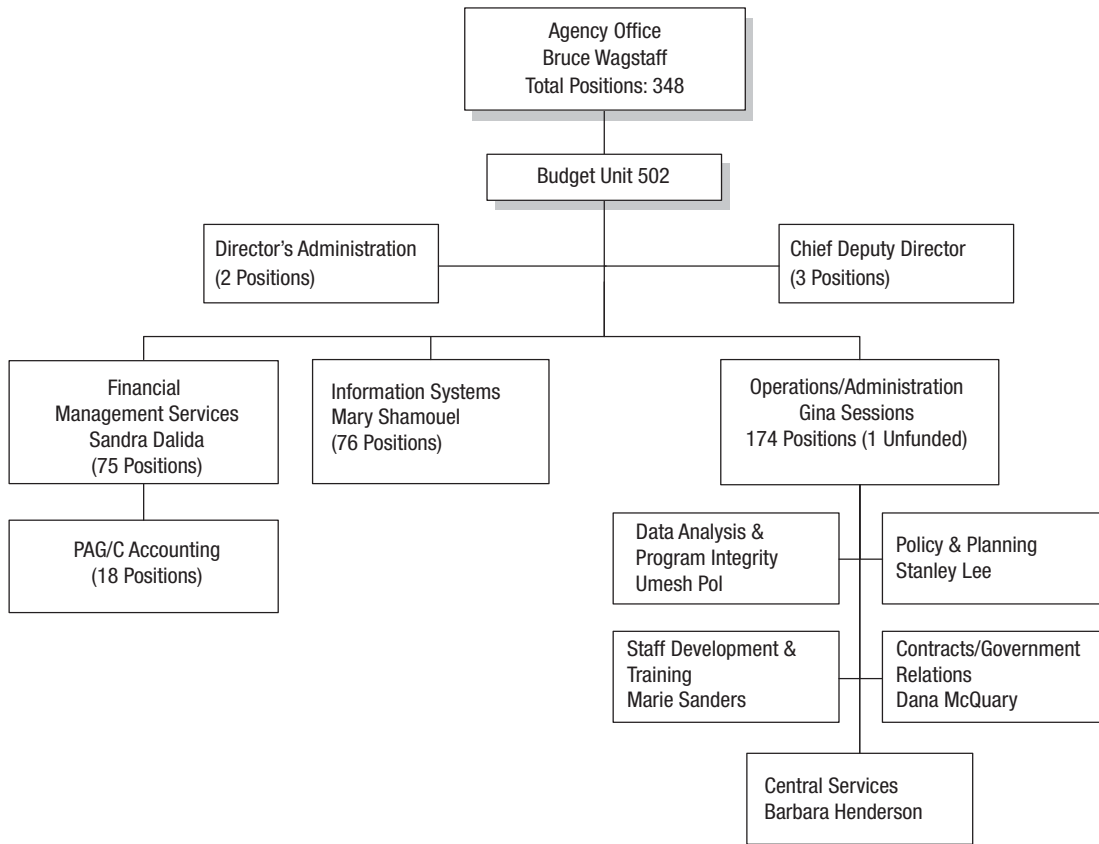 Agency Office
Bruce Wagstaff
Total Positions: 348
Budget Unit 502
Director’s Administration
(2 Positions)
Chief Deputy Director
(3 Positions)
Financial
Management Services
Sandra Dalida
(75 Positions)
Information Systems
Mary Shamouel
(76 Positions)
Operations/Administration
Gina Sessions
174 Positions (1 Unfunded)
PAG/C Accounting
(18 Positions)
Data Analysis &
Program Integrity
Umesh Pol
Policy & Planning
Stanley Lee
Staff Development &
Training
Marie Sanders
Contracts/Government
Relations
Dana McQuary
Central Services
Barbara Henderson